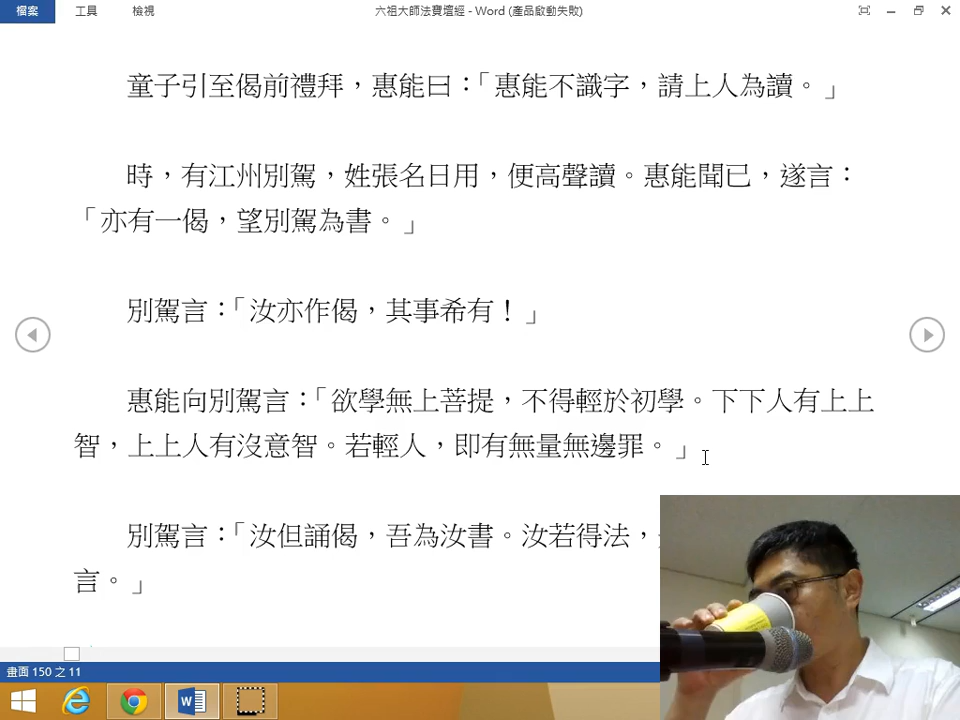 檔案 工具 檢視 六祖大師法寶壇經 - Word (產品啟動失敗)
童子引至偈前禮拜，惠能曰：「惠能不識字，請上人為讀。」
時，有江州別駕，姓張名日用，便高聲讀。惠能聞已，遂言：
「亦有一偈，望別駕為書。」
別駕言：「汝亦作偈，其事希有！」
惠能向別駕言：「欲學無上菩提，不得輕於初學。下下人有上上
智，上上人有沒意智。若輕人，即有無量無邊罪。」
別駕言：「汝但誦偈，吾為汝書。汝若得法，
言。」
畫面 150 之 11